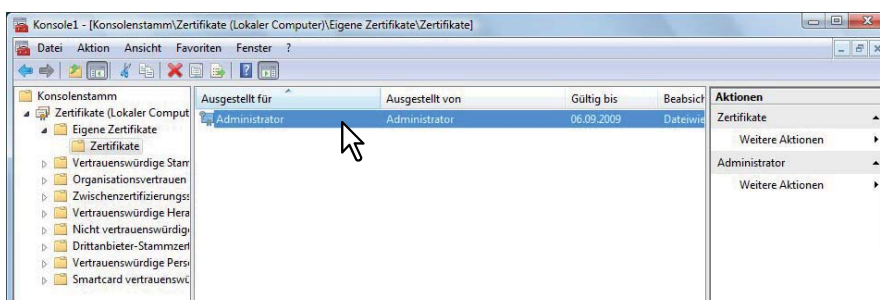 Konsole1 - [Konsolenstamm\Zertifikate (Lokaler Computer)\Eigene Zertifikate\Zertifikate]
Datei Aktion Ansicht Favoriten Fenster ?
Konsolenstamm
Zertifikate (Lokaler Comput
Eigene Zertifikate
Zertifikate
Vertrauenswürdige Stam
Organisationsvertrauen
Zwischenzertifizierungss
Vertrauenswürdige Hera
Nicht vertrauenswürdig
Drittanbieter-Stammzert
Vertrauenswürdige Pers
Smartcard vertrauenswü
Ausgestellt für Ausgestellt von Gültig bis Beabsich
Administrator Administrator 06.09.2009 Dateiwie
Aktionen
Zertifikate
Weitere Aktionen
Administrator
Weitere Aktionen